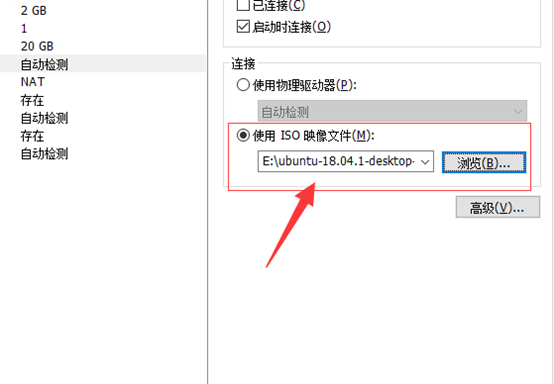 2 GB
1
20 GB
自动检测
NAT
存在
自动检测
存在
自动检测
已连接(C)
启动时连接(O)
连接
使用物理驱动器(P):
自动检测
使用 ISO 映像文件(M):
E:\ubuntu-18.04.1-desktop-
浏览(B)...
高级(V)...